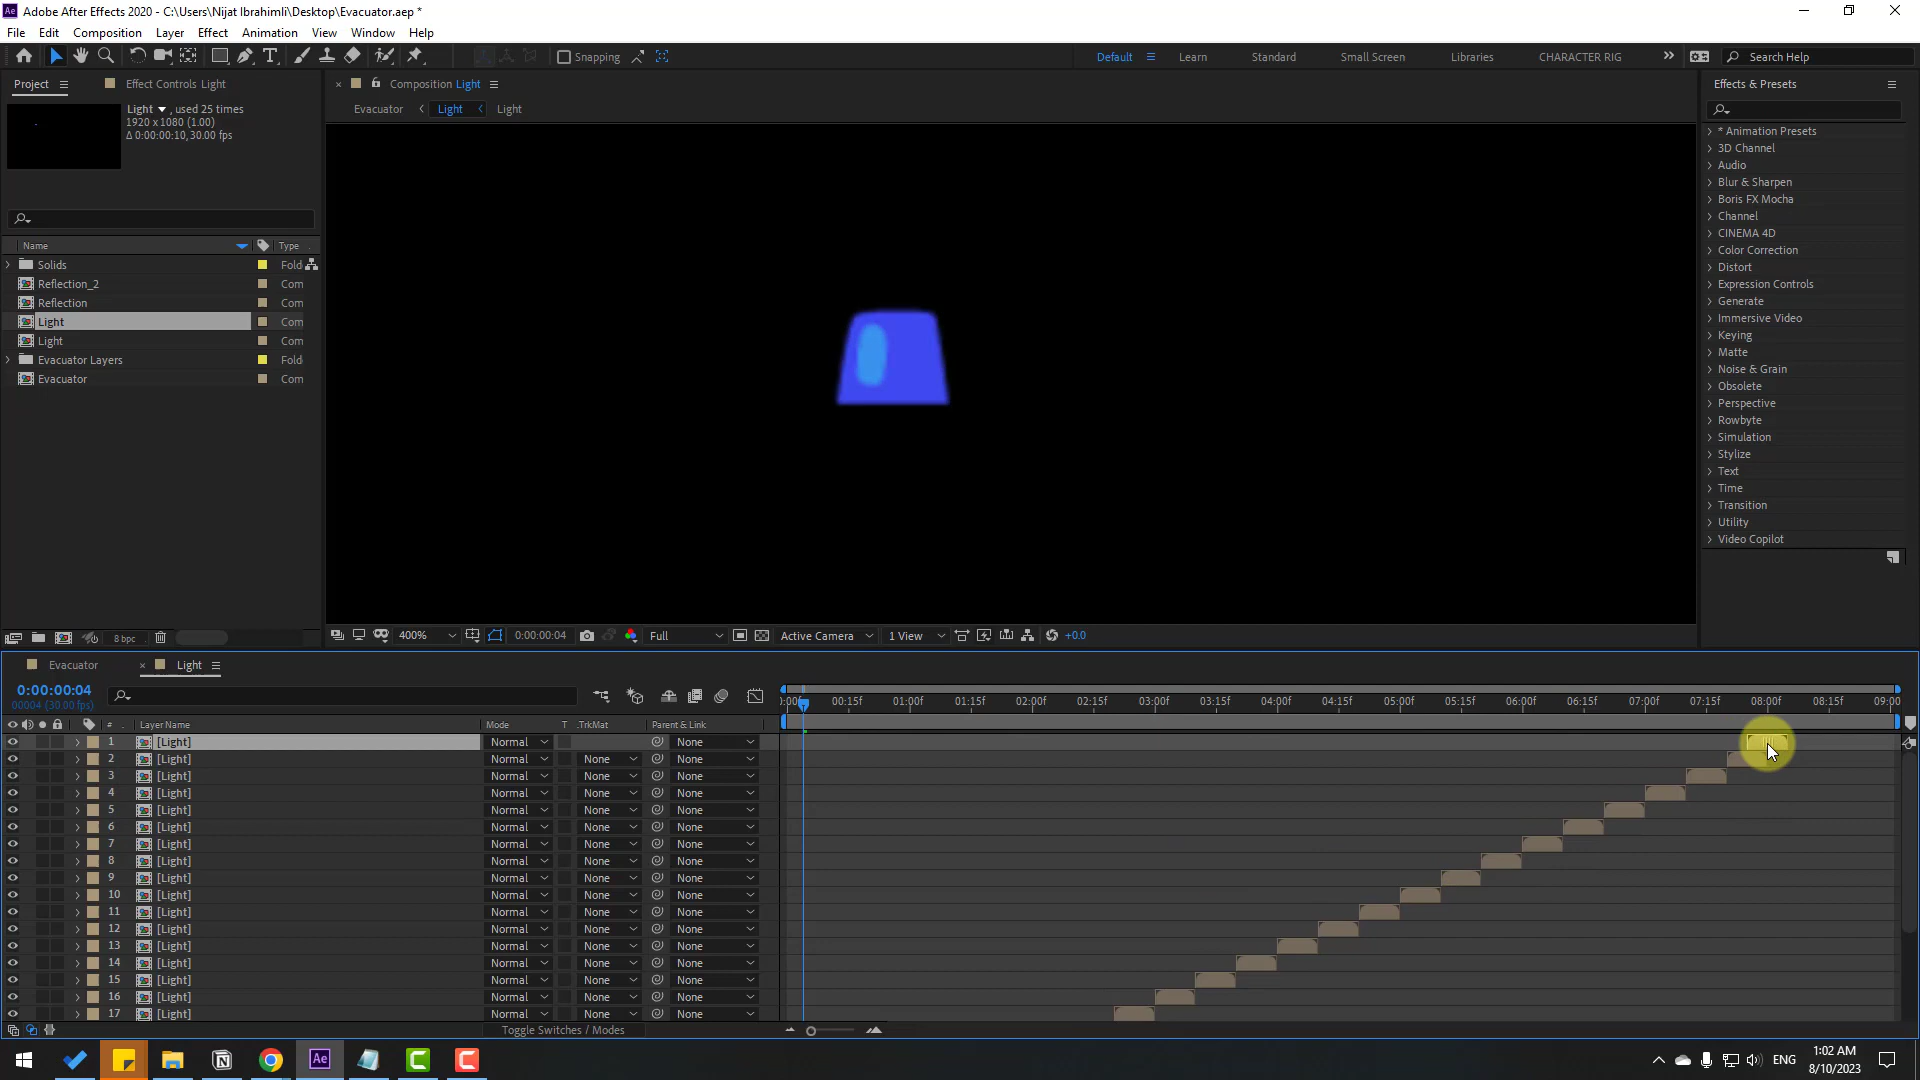 Adobe After Effects 2020 - C:\Users\Nijat Ibrahimli\Desktop\Evacuator.aep *
File Edit Composition Layer Effect Animation View Window Help
Snapping Default Learn Standard Small Screen Libraries CHARACTER RIG Search Help
Project Effect Controls Light Composition Light Effects & Presets
Light , used 25 times
1920 x 1080 (1.00)
Δ 0:00:00:10, 30.00 fps
Evacuator Light Light
* Animation Presets
3D Channel
Audio
Blur & Sharpen
Boris FX Mocha
Channel
CINEMA 4D
Color Correction
Distort
Expression Controls
Generate
Immersive Video
Keying
Matte
Noise & Grain
Obsolete
Perspective
Rowbyte
Simulation
Stylize
Text
Time
Transition
Utility
Video Copilot
Name Type
Solids Fold
Reflection_2 Com
Reflection Com
Light Com
Light Com
Evacuator Layers Fold
Evacuator Com
8 bpc 400% 0:00:00:04 Full Active Camera 1 View +0.0
Evacuator Light
0:00:00:04
00004 (30.00 fps)
0:00f 00:15f 01:00f 01:15f 02:00f 02:15f 03:00f 03:15f 04:00f 04:15f 05:00f 05:15f 06:00f 06:15f 07:00f 07:15f 08:00f 08:15f 09:00f
# Layer Name Mode T .TrkMat Parent & Link
1 [Light] Normal None
2 [Light] Normal None None
3 [Light] Normal None None
4 [Light] Normal None None
5 [Light] Normal None None
6 [Light] Normal None None
7 [Light] Normal None None
8 [Light] Normal None None
9 [Light] Normal None None
10 [Light] Normal None None
11 [Light] Normal None None
12 [Light] Normal None None
13 [Light] Normal None None
14 [Light] Normal None None
15 [Light] Normal None None
16 [Light] Normal None None
17 [Light] Normal None None
Toggle Switches / Modes
ENG
1:02 AM
8/10/2023